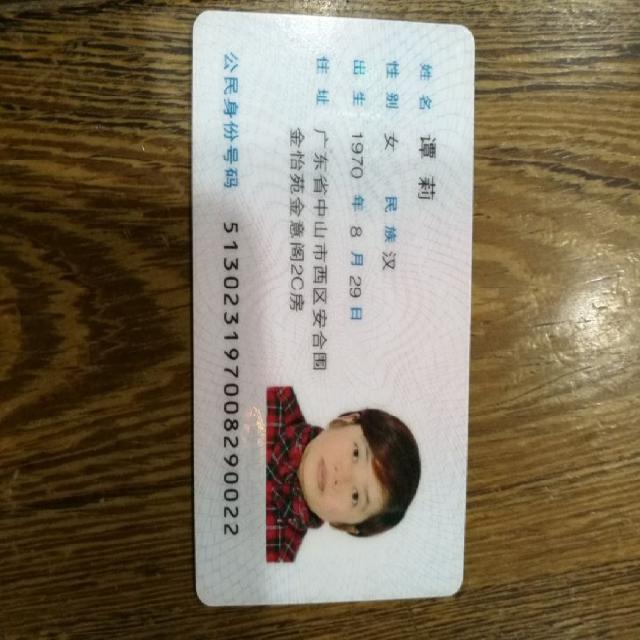 姓名 谭莉
性别 女 民族 汉
出生 1970 年 8 月 29 日
住址 广东省中山市西区安合围
金怡苑金意阁2C房
公民身份号码 513023197008290022